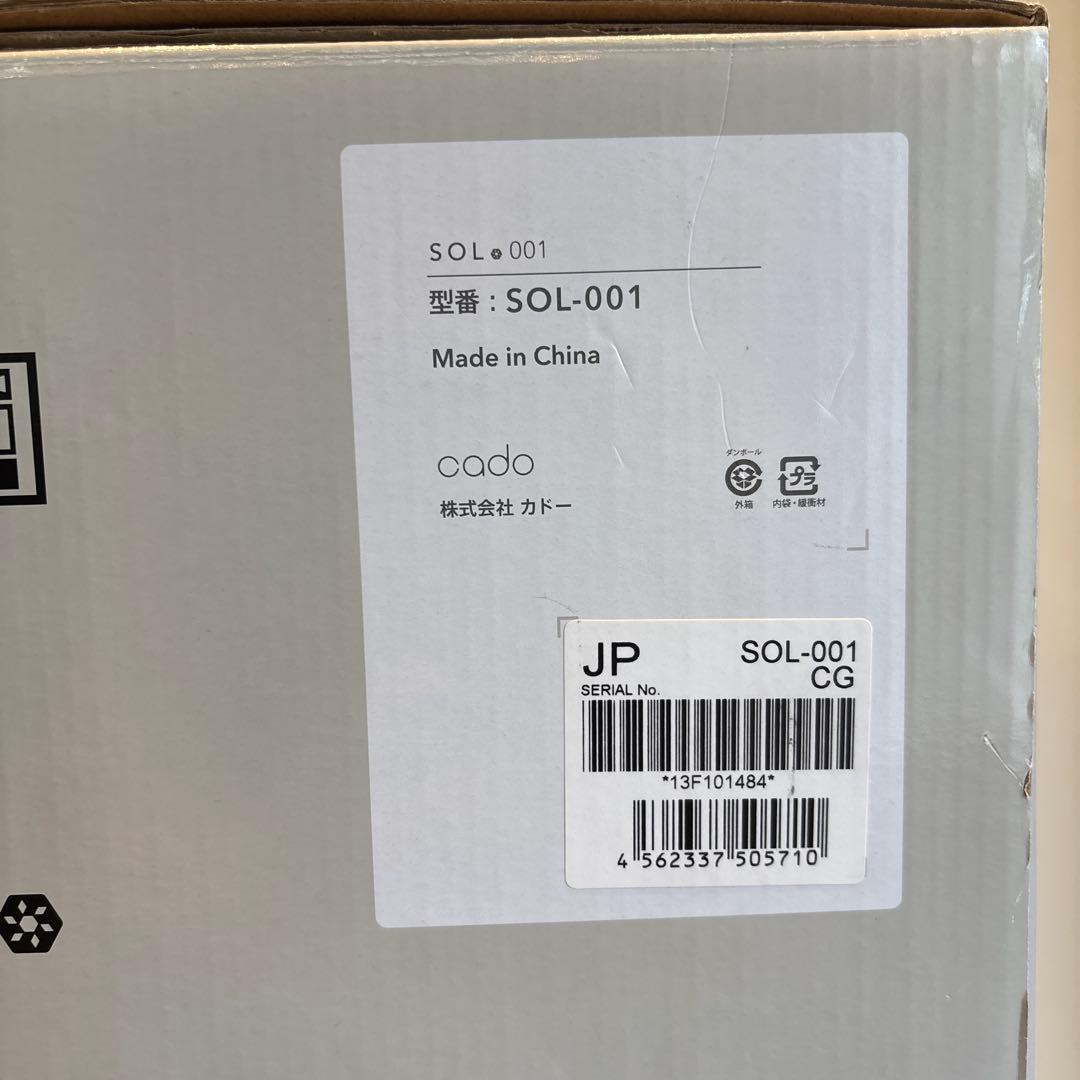 SOL 001
型番 : SOL-001
Made in China
cado
株式会社 カドー
ダンボール
外箱
プラ
内袋・緩衝材
JP
SOL-001
CG
SERIAL No.
*13F101484*
4 562337 505710